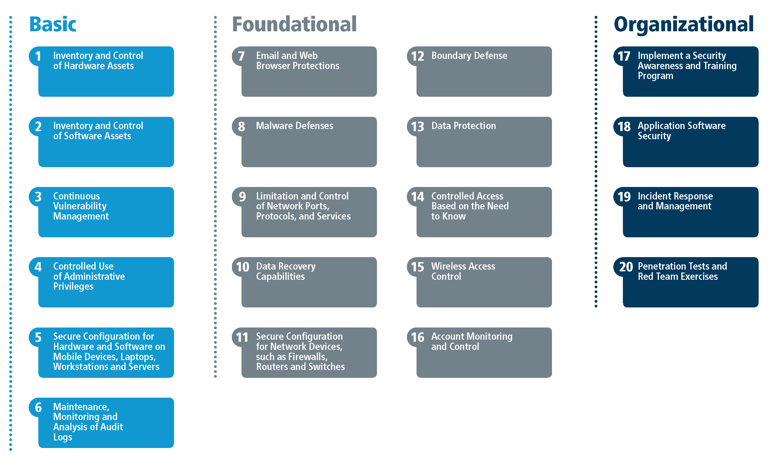 Basic
1
Inventory and Control
of Hardware Assets
2
Inventory and Control
of Software Assets
3
Continuous
Vulnerability
Management
4
Controlled Use
of Administrative
Privileges
5
Secure Configuration for
Hardware and Software on
Mobile Devices, Laptops,
Workstations and Servers
6
Maintenance,
Monitoring and
Analysis of Audit
Logs
Foundational
7
Email and Web
Browser Protections
8
Malware Defenses
9
Limitation and Control
of Network Ports,
Protocols, and Services
10
Data Recovery
Capabilities
11
Secure Configuration
for Network Devices,
such as Firewalls,
Routers and Switches
12
Boundary Defense
13
Data Protection
14
Controlled Access
Based on the Need
to Know
15
Wireless Access
Control
16
Account Monitoring
and Control
Organizational
17
Implement a Security
Awareness and Training
Program
18
Application Software
Security
19
Incident Response
and Management
20
Penetration Tests and
Red Team Exercises